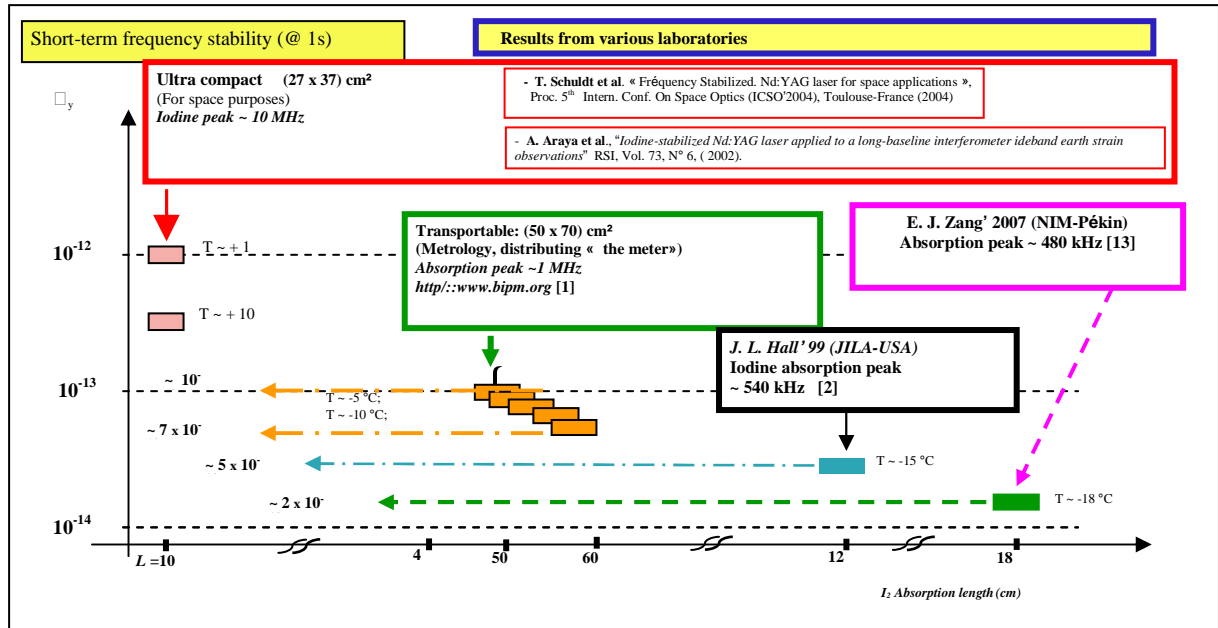 Short-term frequency stability (@ 1s)
Results from various laboratories
Ultra compact (27 x 37) cm²
(For space purposes)
Iodine peak ~ 10 MHz
- T. Schuldt et al. « Fréquency Stabilized. Nd:YAG laser for space applications »,
Proc. 5th Intern. Conf. On Space Optics (ICSO'2004), Toulouse-France (2004)
- A. Araya et al., "Iodine-stabilized Nd:YAG laser applied to a long-baseline interferometer ideband earth strain
observations" RSI, Vol. 73, N° 6, ( 2002).
□y
Transportable: (50 x 70) cm²
(Metrology, distributing « the meter»)
Absorption peak ~1 MHz
http/::www.bipm.org [1]
E. J. Zang' 2007 (NIM-Pékin)
Absorption peak ~ 480 kHz [13]
10-12
T ~ + 1
T ~ + 10
J. L. Hall' 99 (JILA-USA)
Iodine absorption peak
~ 540 kHz [2]
~ 10-
10-13
T ~ -5 °C;
T ~ -10 °C;
~ 7 x 10-
~ 5 x 10-
T ~ -15 °C
~ 2 x 10-
T ~ -18 °C
10-14
L =10
4
50
60
12
18
I2 Absorption length (cm)